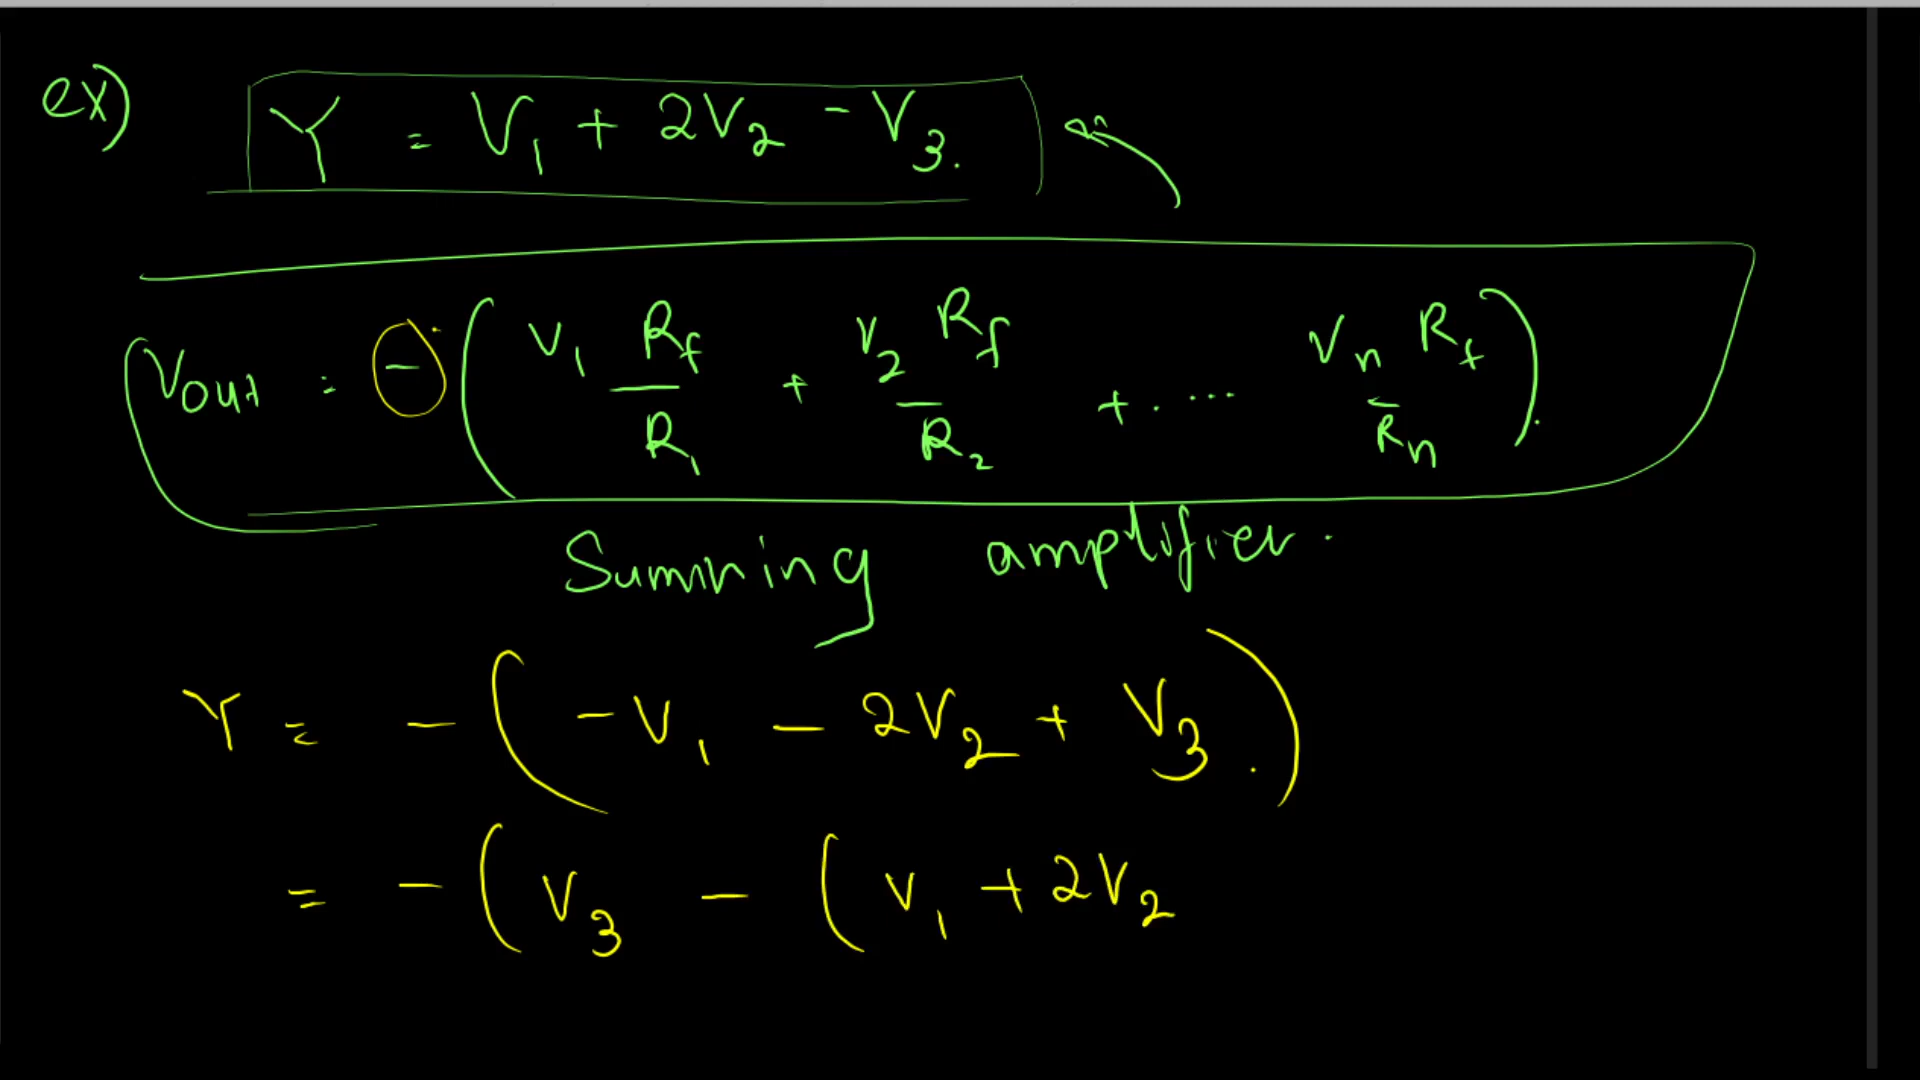 ex) Y = V₁ + 2V₂ - V₃.
Vout = - ( V₁ Rf/R₁ + V₂ Rf/R₂ + . ... Vn Rf/Rn ).
Summing amplifier.
Y = - ( -V₁ - 2V₂ + V₃ . )
= - ( V₃ - ( V₁ + 2V₂